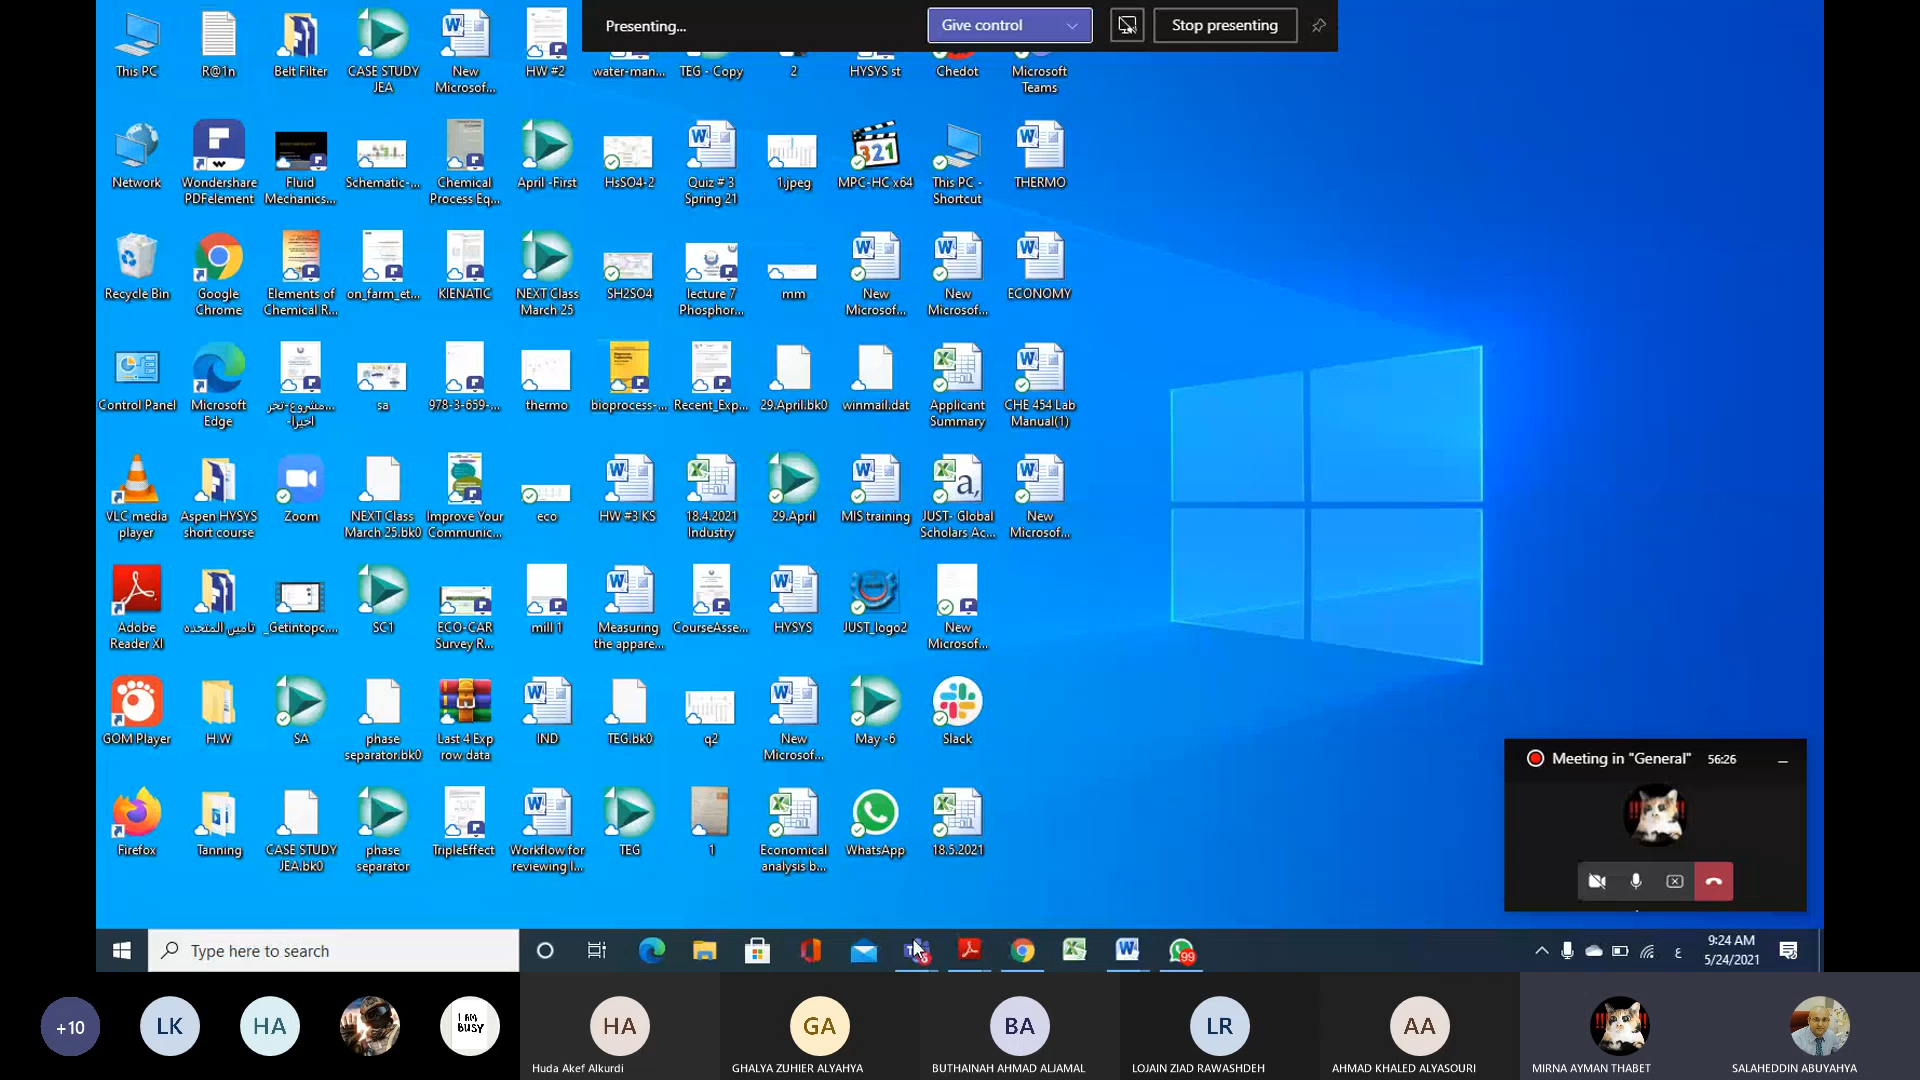 Presenting...
Give control
Stop presenting
This PC
R@1n
Belt Filter
CASE STUDY
JEA
New
Microsof...
HW #2
water-man...
TEG - Copy
2
HYSYS st
Chedot
Microsoft
Teams
Network
Wondershare
PDFelement
Fluid
Mechanics...
Schematic-...
Chemical
Process Eq...
April -First
HsSO4-2
Quiz # 3
Spring 21
1.jpeg
MPC-HC x64
This PC -
Shortcut
THERMO
Recycle Bin
Google
Chrome
Elements of
Chemical R...
on_farm_et...
KIENATIC
NEXT Class
March 25
SH2SO4
lecture 7
Phosphor...
mm
New
Microsof...
New
Microsof...
ECONOMY
Control Panel
Microsoft
Edge
مشروع-تخر...
اخيرا-
sa
978-3-659-...
thermo
bioprocess-...
Recent_Exp...
29.April.bk0
winmail.dat
Applicant
Summary
CHE 454 Lab
Manual(1)
VLC media
player
Aspen HYSYS
short course
Zoom
NEXT Class
March 25.bk0
Improve Your
Communic...
eco
HW #3 KS
18.4.2021
Industry
29.April
MIS training
JUST- Global
Scholars Ac...
New
Microsof...
Adobe
Reader XI
تامين المتحده
_Getintopc....
SC1
ECO-CAR
Survey R...
mill 1
Measuring
the appare...
CourseAsse...
HYSYS
JUST_logo2
New
Microsof...
GOM Player
H.W
SA
phase
separator.bk0
Last 4 Exp
row data
IND
TEG.bk0
q2
New
Microsof...
May -6
Slack
Firefox
Tanning
CASE STUDY
JEA.bk0
phase
separator
TripleEffect
Workflow for
reviewing l...
TEG
1
Economical
analysis b...
WhatsApp
18.5.2021
Meeting in "General" 56:26
Type here to search
99
ع
9:24 AM
5/24/2021
+10
LK
HA
I AM
BUSY
HA
GA
BA
LR
AA
Huda Akef Alkurdi
GHALYA ZUHIER ALYAHYA
BUTHAINAH AHMAD ALJAMAL
LOJAIN ZIAD RAWASHDEH
AHMAD KHALED ALYASOURI
MIRNA AYMAN THABET
SALAHEDDIN ABUYAHYA